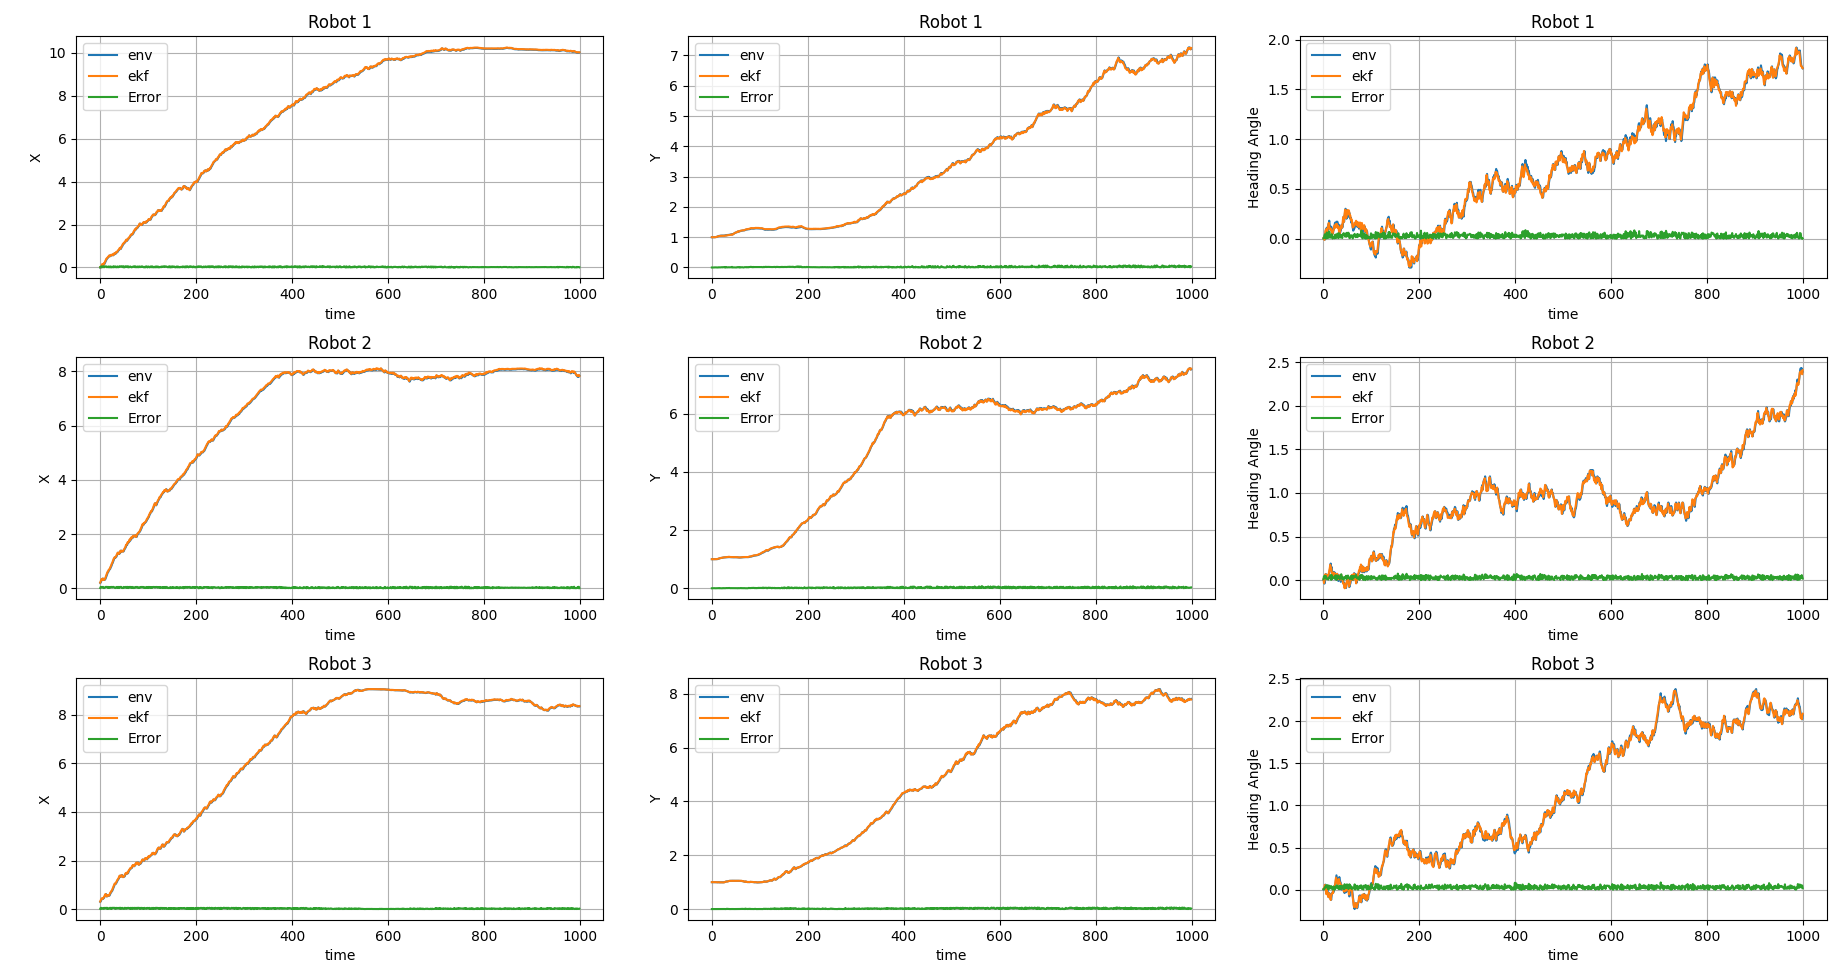 Robot 1 Robot 1 Robot 1
env
ekf
Error
X
10
8
6
4
2
0
0 200 400 600 800 1000
time
env
ekf
Error
Y
7
6
5
4
3
2
1
0
0 200 400 600 800 1000
time
env
ekf
Error
Heading Angle
2.0
1.5
1.0
0.5
0.0
0 200 400 600 800 1000
time
Robot 2 Robot 2 Robot 2
env
ekf
Error
X
8
6
4
2
0
0 200 400 600 800 1000
time
env
ekf
Error
Y
6
4
2
0
0 200 400 600 800 1000
time
env
ekf
Error
Heading Angle
2.5
2.0
1.5
1.0
0.5
0.0
0 200 400 600 800 1000
time
Robot 3 Robot 3 Robot 3
env
ekf
Error
X
8
6
4
2
0
0 200 400 600 800 1000
time
env
ekf
Error
Y
8
6
4
2
0
0 200 400 600 800 1000
time
env
ekf
Error
Heading Angle
2.5
2.0
1.5
1.0
0.5
0.0
0 200 400 600 800 1000
time